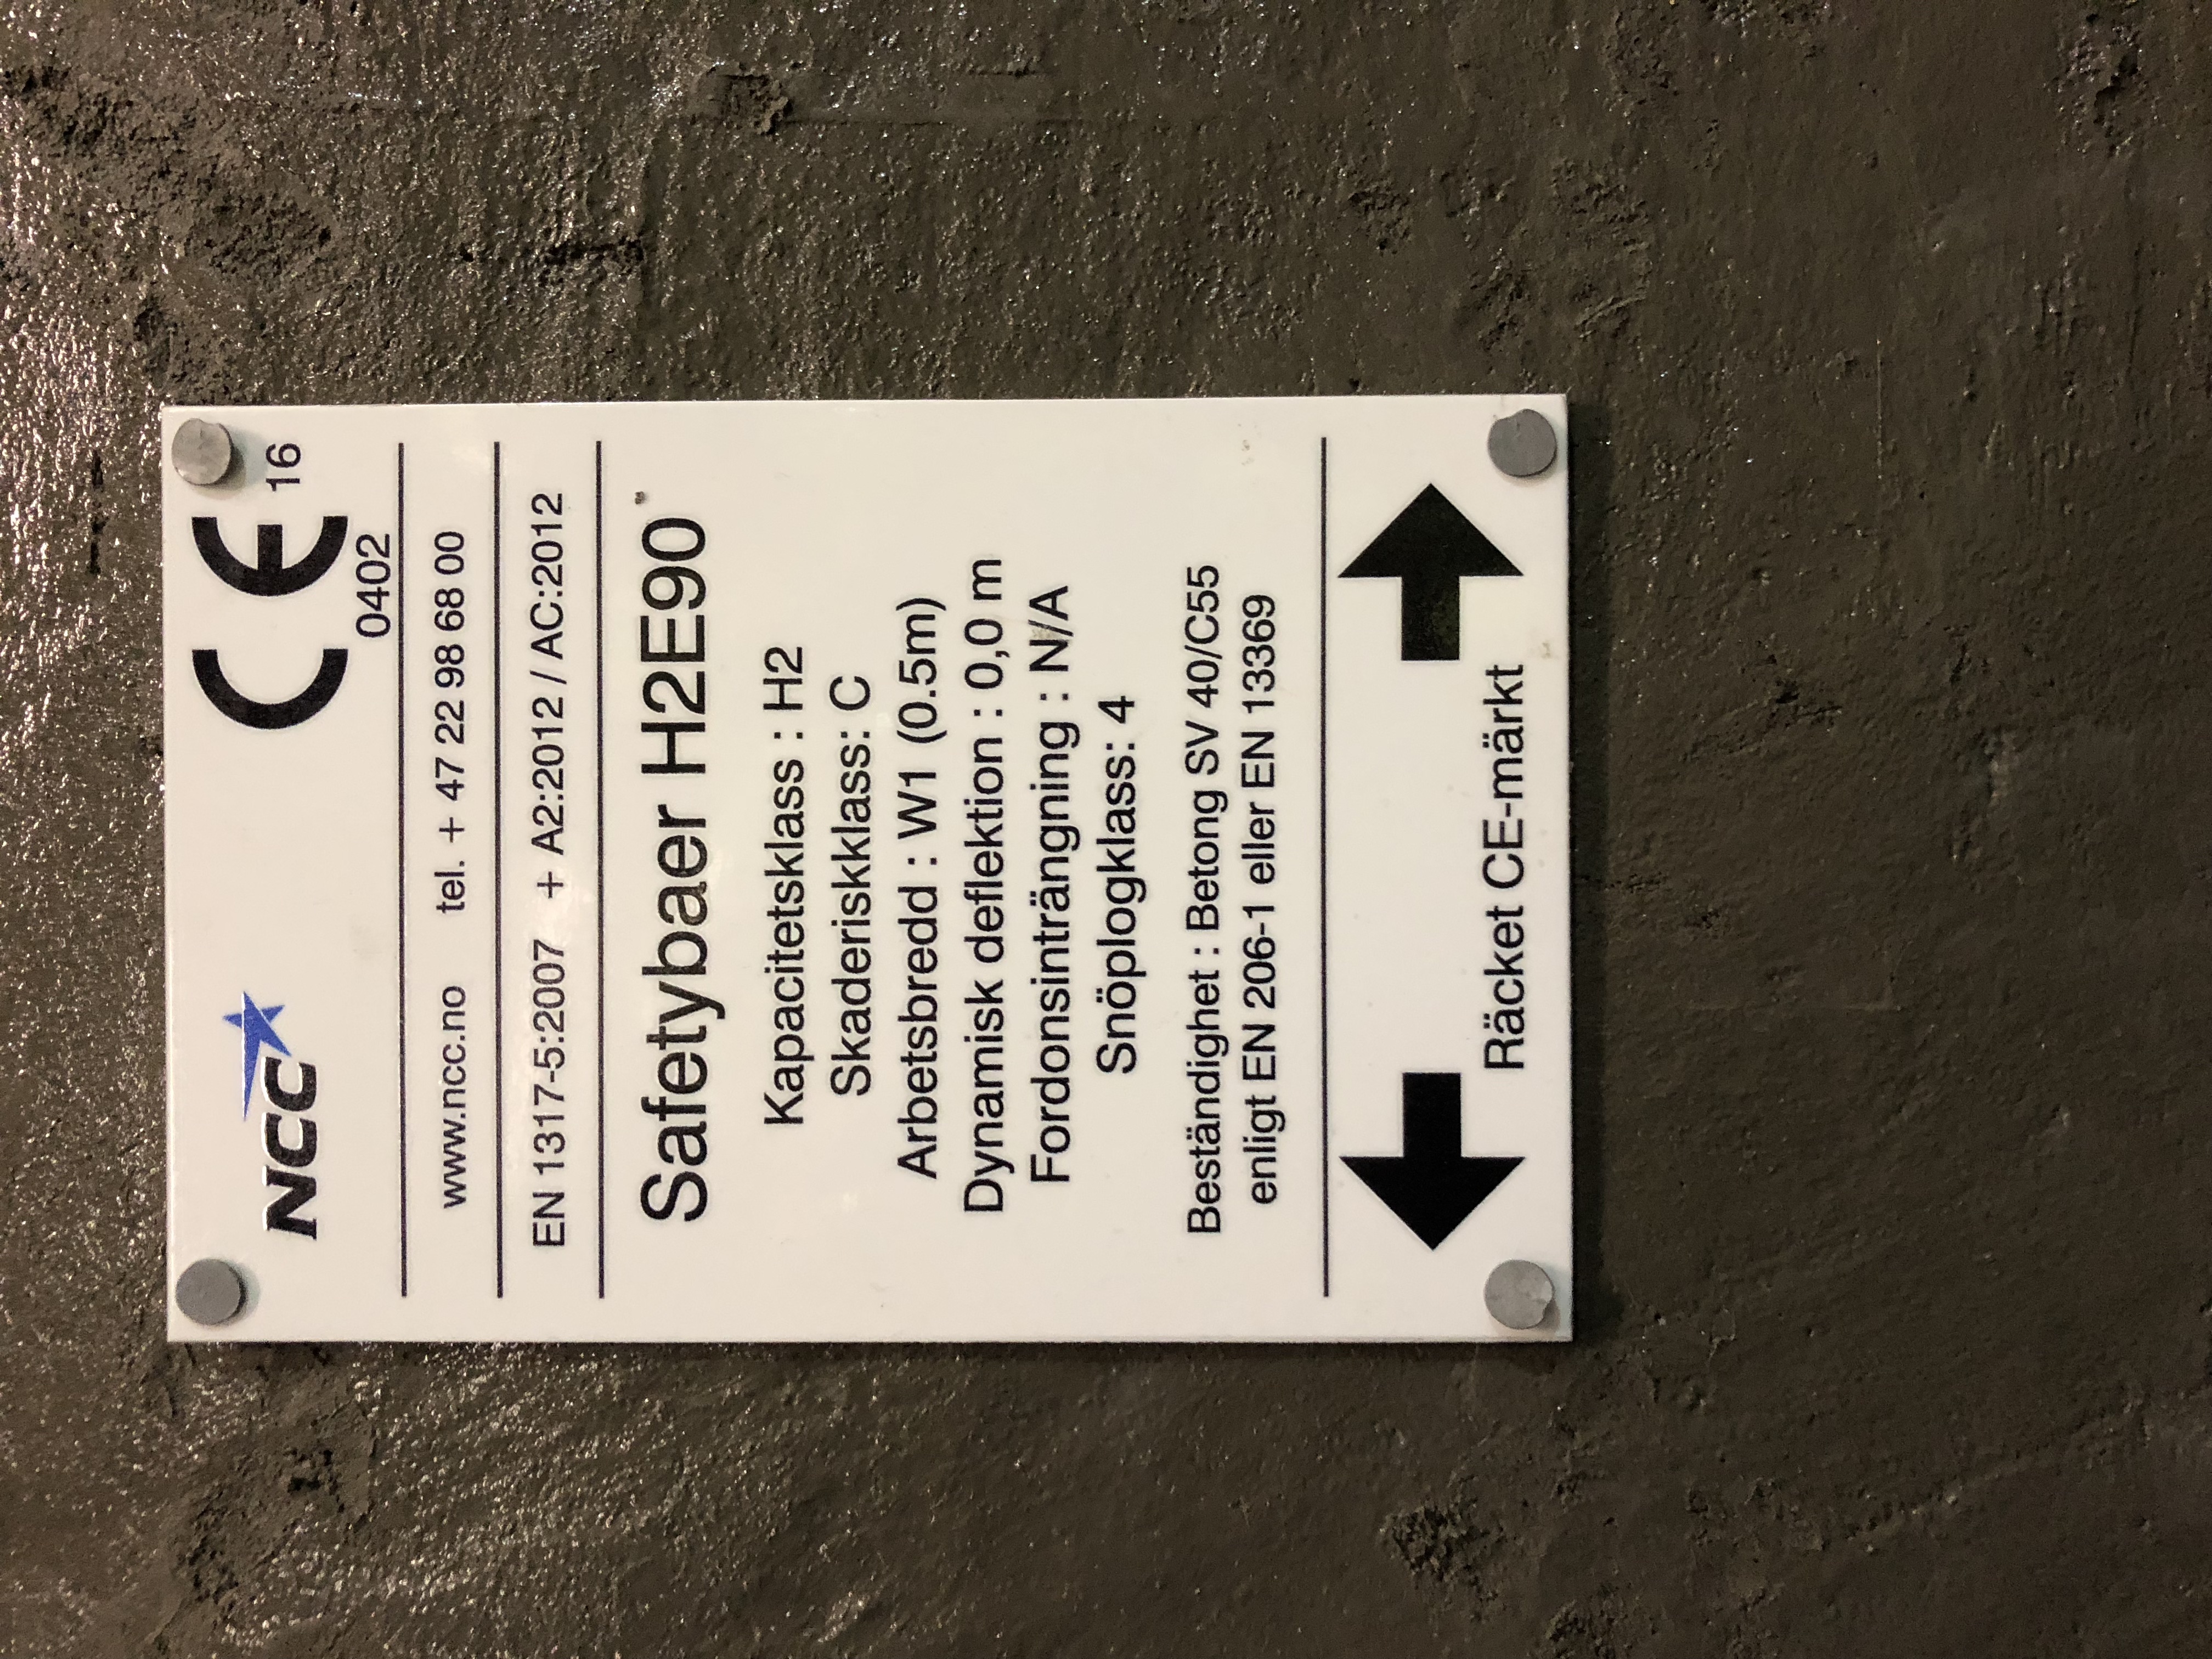 NCC CE 16
0402
www.ncc.no tel. + 47 22 98 68 00
EN 1317-5:2007 + A2:2012 / AC:2012
Safetybaer H2E90
Kapacitetsklass : H2
Skaderiskklass: C
Arbetsbredd : W1 (0.5m)
Dynamisk deflektion : 0,0 m
Fordonsinträngning : N/A
Snöplogklass: 4
Beständighet : Betong SV 40/C55
enligt EN 206-1 eller EN 13369
Räcket CE-märkt